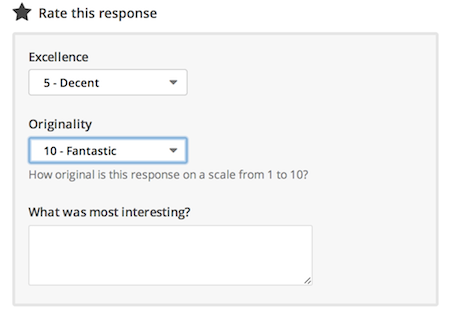 Rate this response
Excellence
5 - Decent
Originality
10 - Fantastic
How original is this response on a scale from 1 to 10?
What was most interesting?